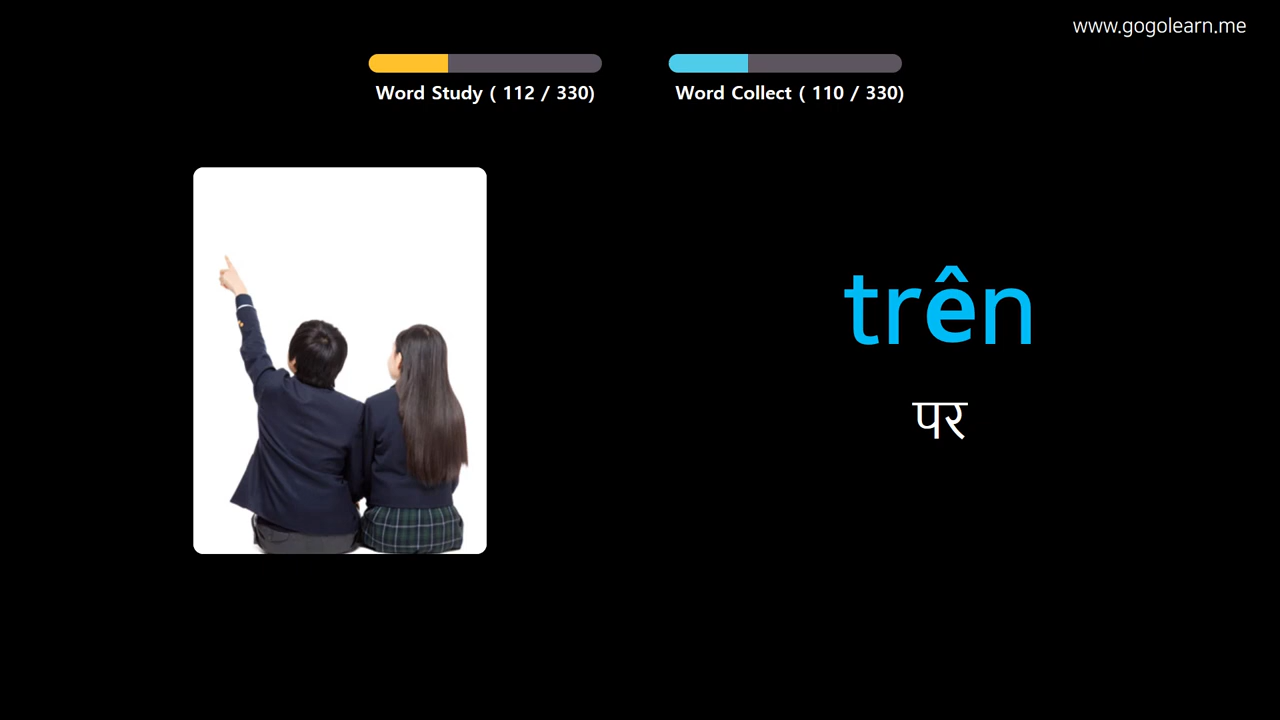 www.gogolearn.me
Word Study ( 112 / 330)
Word Collect ( 110 / 330)
trên
पर